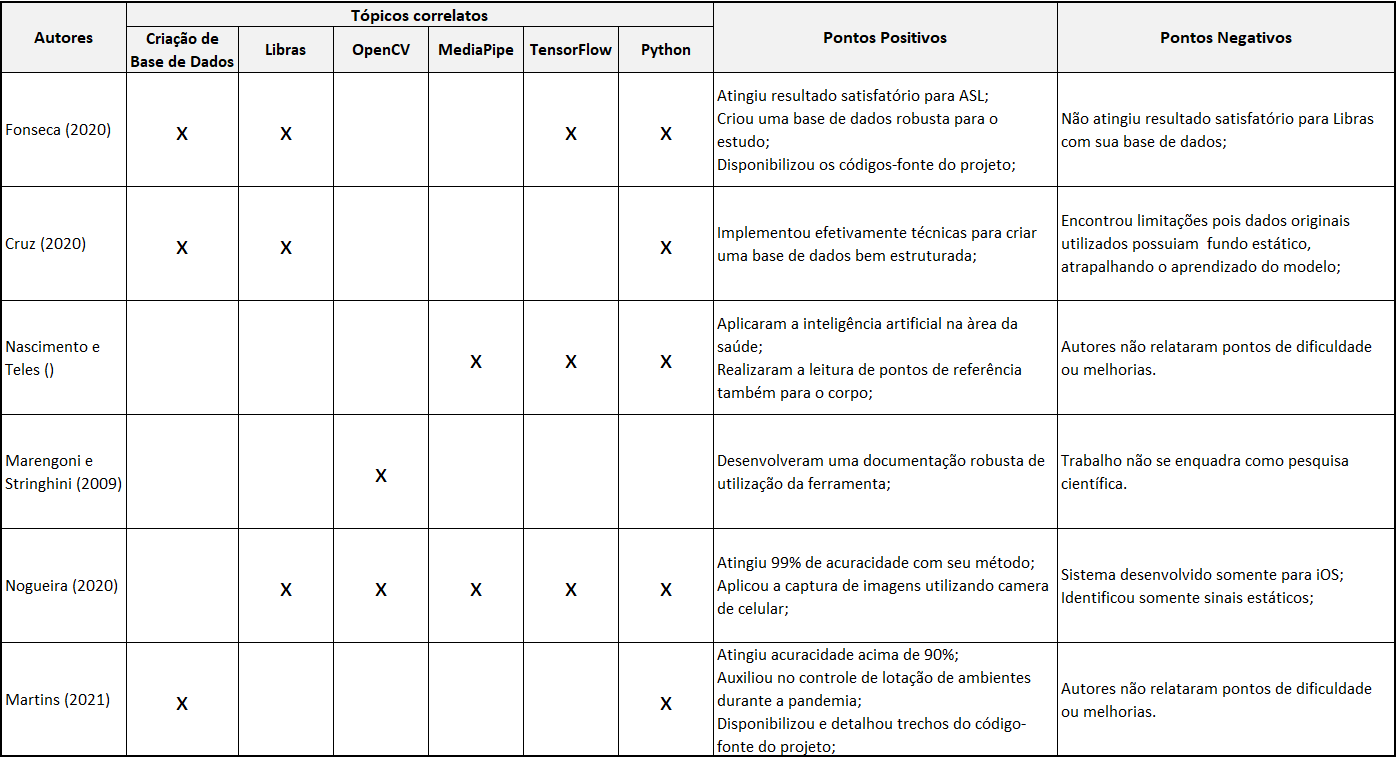 Autores
Tópicos correlatos
Pontos Positivos
Pontos Negativos
Criação de
Base de Dados
Libras
OpenCV
MediaPipe
TensorFlow
Python
Fonseca (2020)
X X X X
Atingiu resultado satisfatório para ASL;
Criou uma base de dados robusta para o
estudo;
Disponibilizou os códigos-fonte do projeto;
Não atingiu resultado satisfatório para Libras
com sua base de dados;
Cruz (2020)
X X X
Implementou efetivamente técnicas para criar
uma base de dados bem estruturada;
Encontrou limitações pois dados originais
utilizados possuiam  fundo estático,
atrapalhando o aprendizado do modelo;
Nascimento e
Teles ()
X X X
Aplicaram a inteligência artificial na àrea da
saúde;
Realizaram a leitura de pontos de referência
também para o corpo;
Autores não relataram pontos de dificuldade
ou melhorias.
Marengoni e
Stringhini (2009)
X
Desenvolveram uma documentação robusta de
utilização da ferramenta;
Trabalho não se enquadra como pesquisa
científica.
Nogueira (2020)
X X X X X
Atingiu 99% de acuracidade com seu método;
Aplicou a captura de imagens utilizando camera
de celular;
Sistema desenvolvido somente para iOS;
Identificou somente sinais estáticos;
Martins (2021)
X X
Atingiu acuracidade acima de 90%;
Auxiliou no controle de lotação de ambientes
durante a pandemia;
Disponibilizou e detalhou trechos do código-
fonte do projeto;
Autores não relataram pontos de dificuldade
ou melhorias.